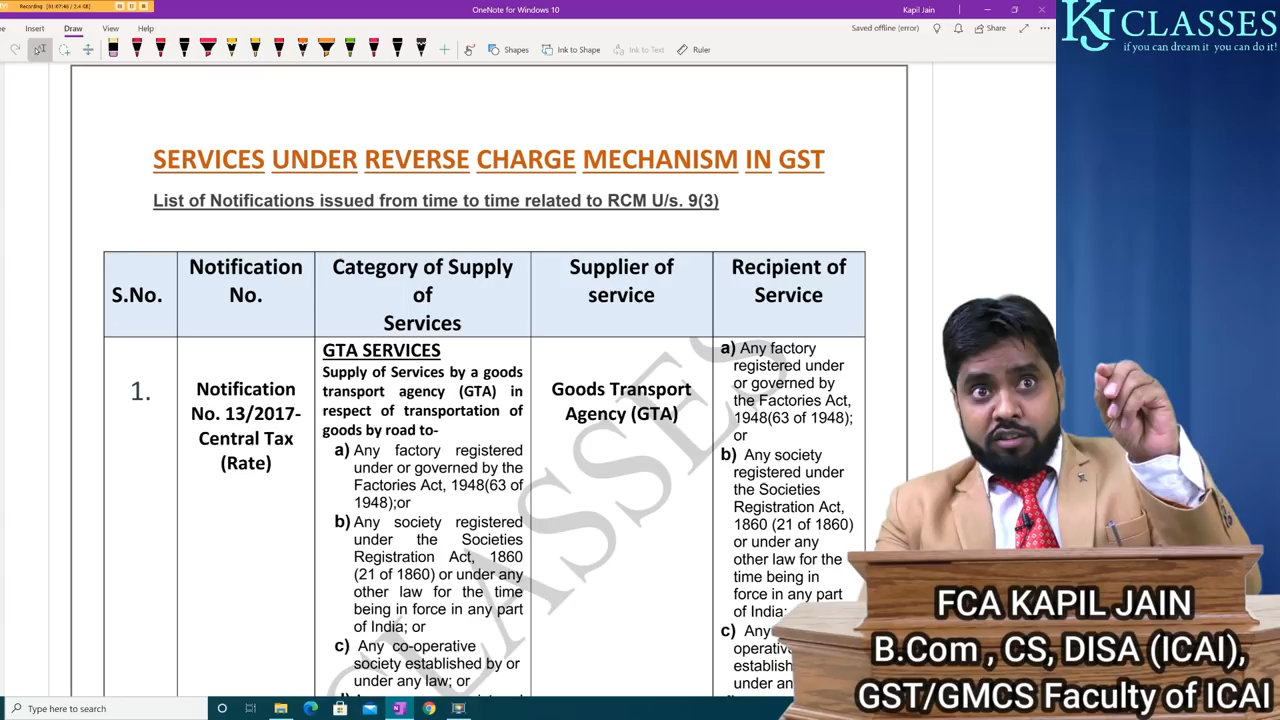 Recording [01:07:46 / 2.4 GB]
OneNote for Windows 10
Kapil Jain
Insert
Draw
View
Help
Saved offline (error)
Share
Shapes
Ink to Shape
Ink to Text
Ruler
KJ CLASSES
if you can dream it you can do it!
SERVICES UNDER REVERSE CHARGE MECHANISM IN GST
List of Notifications issued from time to time related to RCM U/s. 9(3)
S.No.
Notification
No.
Category of Supply
of
Services
Supplier of
service
Recipient of
Service
1.
Notification
No. 13/2017-
Central Tax
(Rate)
GTA SERVICES
Supply of Services by a goods
transport agency (GTA) in
respect of transportation of
goods by road to-
a) Any factory registered
under or governed by the
Factories Act, 1948(63 of
1948);or
b) Any society registered
under the Societies
Registration Act, 1860
(21 of 1860) or under any
other law for the time
being in force in any part
of India; or
c) Any co-operative
society established by or
under any law; or
Goods Transport
Agency (GTA)
a) Any factory
registered under
or governed by
the Factories Act,
1948(63 of 1948);
or
b) Any society
registered under
the Societies
Registration Act,
1860 (21 of 1860)
or under any
other law for the
time being in
force in any part
of India;
c) Any
under an
CLASSES
FCA KAPIL JAIN
B.Com , CS, DISA (ICAI),
GST/GMCS Faculty of ICAI
Type here to search